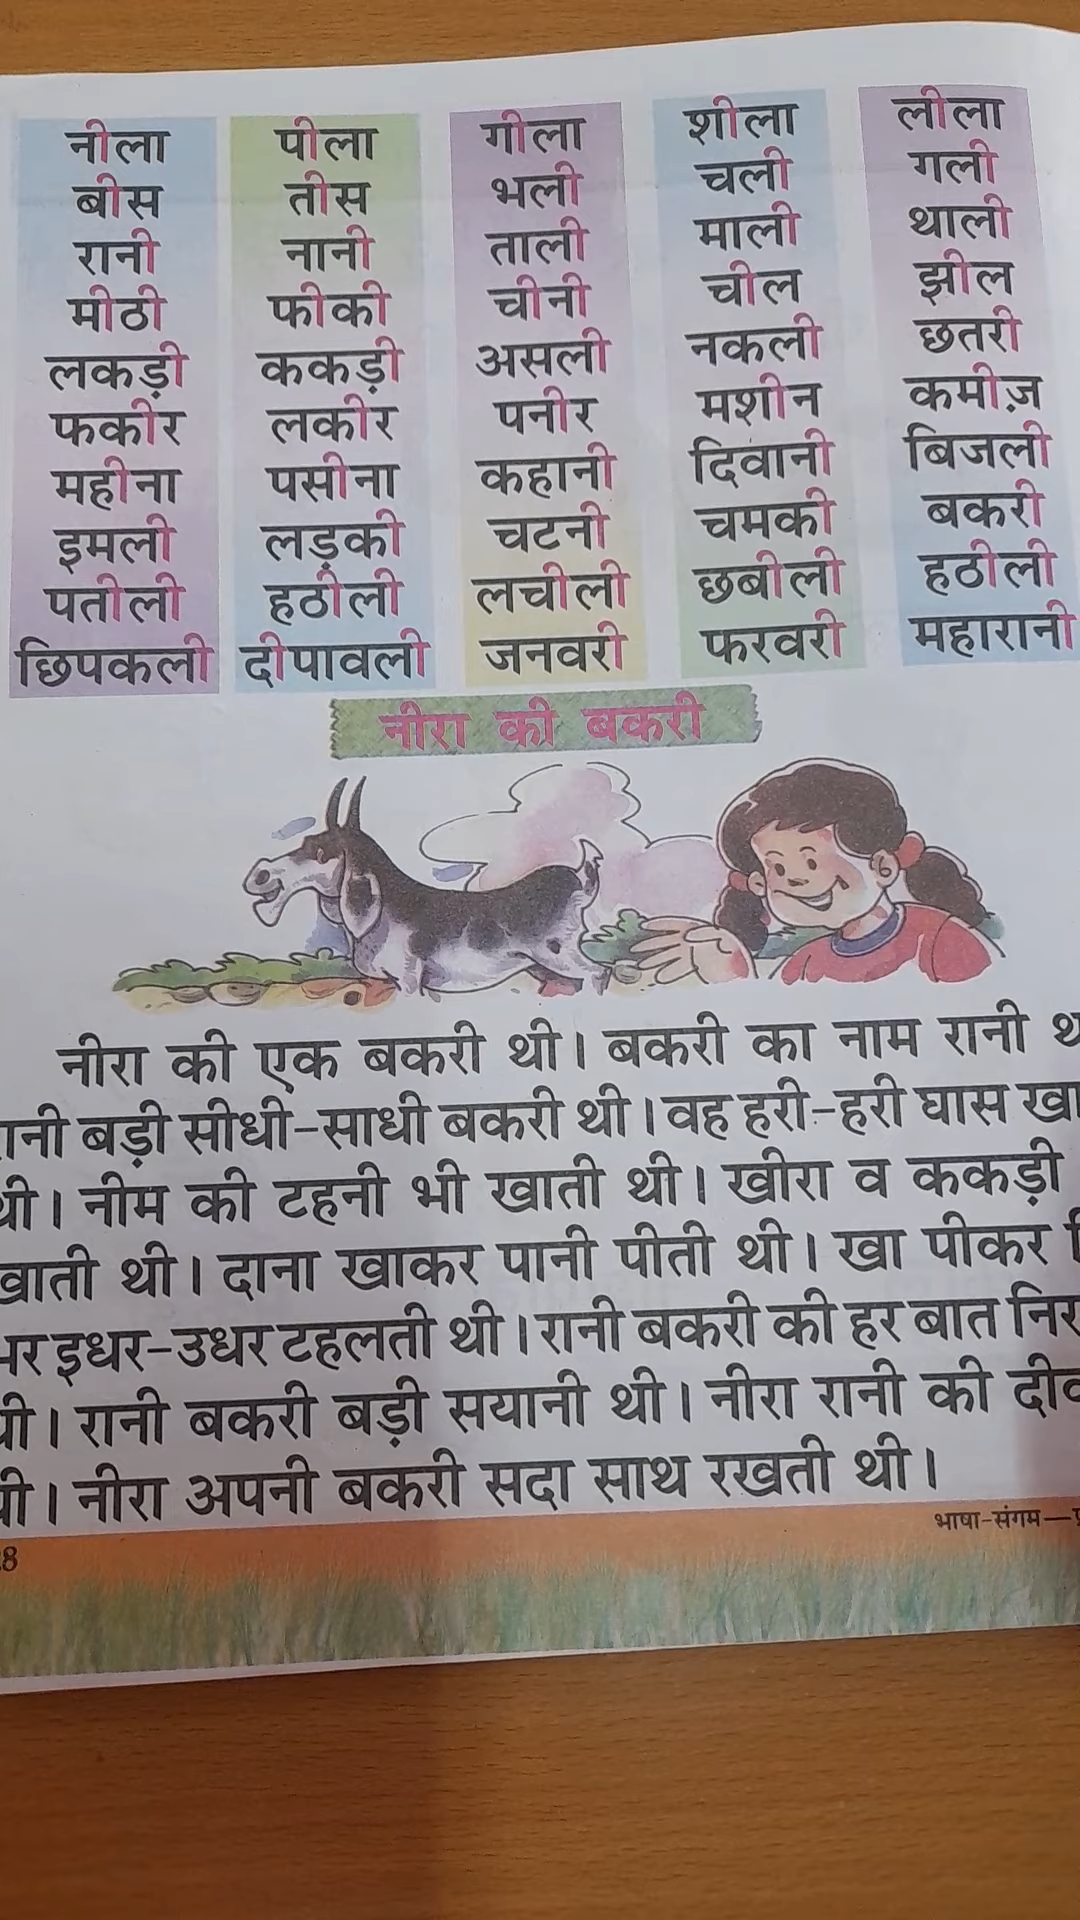 नीला पीला गीला शीला लीला
बीस तीस भली चली गली
रानी नानी ताली माली थाली
मीठी फीकी चीनी चील झील
लकड़ी ककड़ी असली नकली छतरी
फकीर लकीर पनीर मशीन कमीज़
महीना पसीना कहानी दिवानी बिजली
इमली लड़की चटनी चमकी बकरी
पतीली हठीली लचीली छबीली हठीली
छिपकली दीपावली जनवरी फरवरी महारानी
नीरा की बकरी
नीरा की एक बकरी थी। बकरी का नाम रानी
बड़ी सीधी-साधी बकरी थी। वह हरी-हरी घास
थी। नीम की टहनी भी खाती थी। खीरा व ककड़ी
खाती थी। दाना खाकर पानी पीती थी। खा पीकर
इधर-उधर टहलती थी। रानी बकरी की हर बात
थी। रानी बकरी बड़ी सयानी थी। नीरा रानी की
थी। नीरा अपनी बकरी सदा साथ रखती थी।
भाषा-संगम—